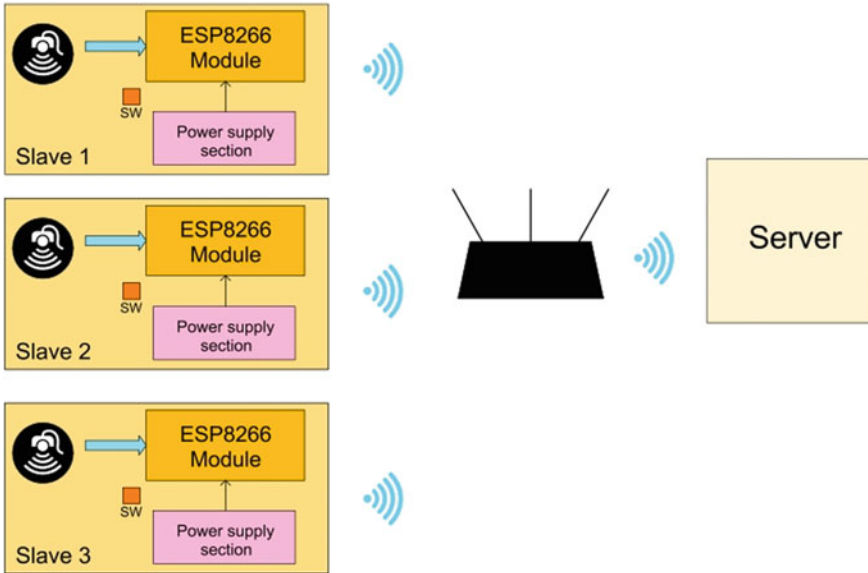 ESP8266
Module
SW
Power supply
section
Slave 1
ESP8266
Module
SW
Power supply
section
Slave 2
ESP8266
Module
SW
Power supply
section
Slave 3
Server